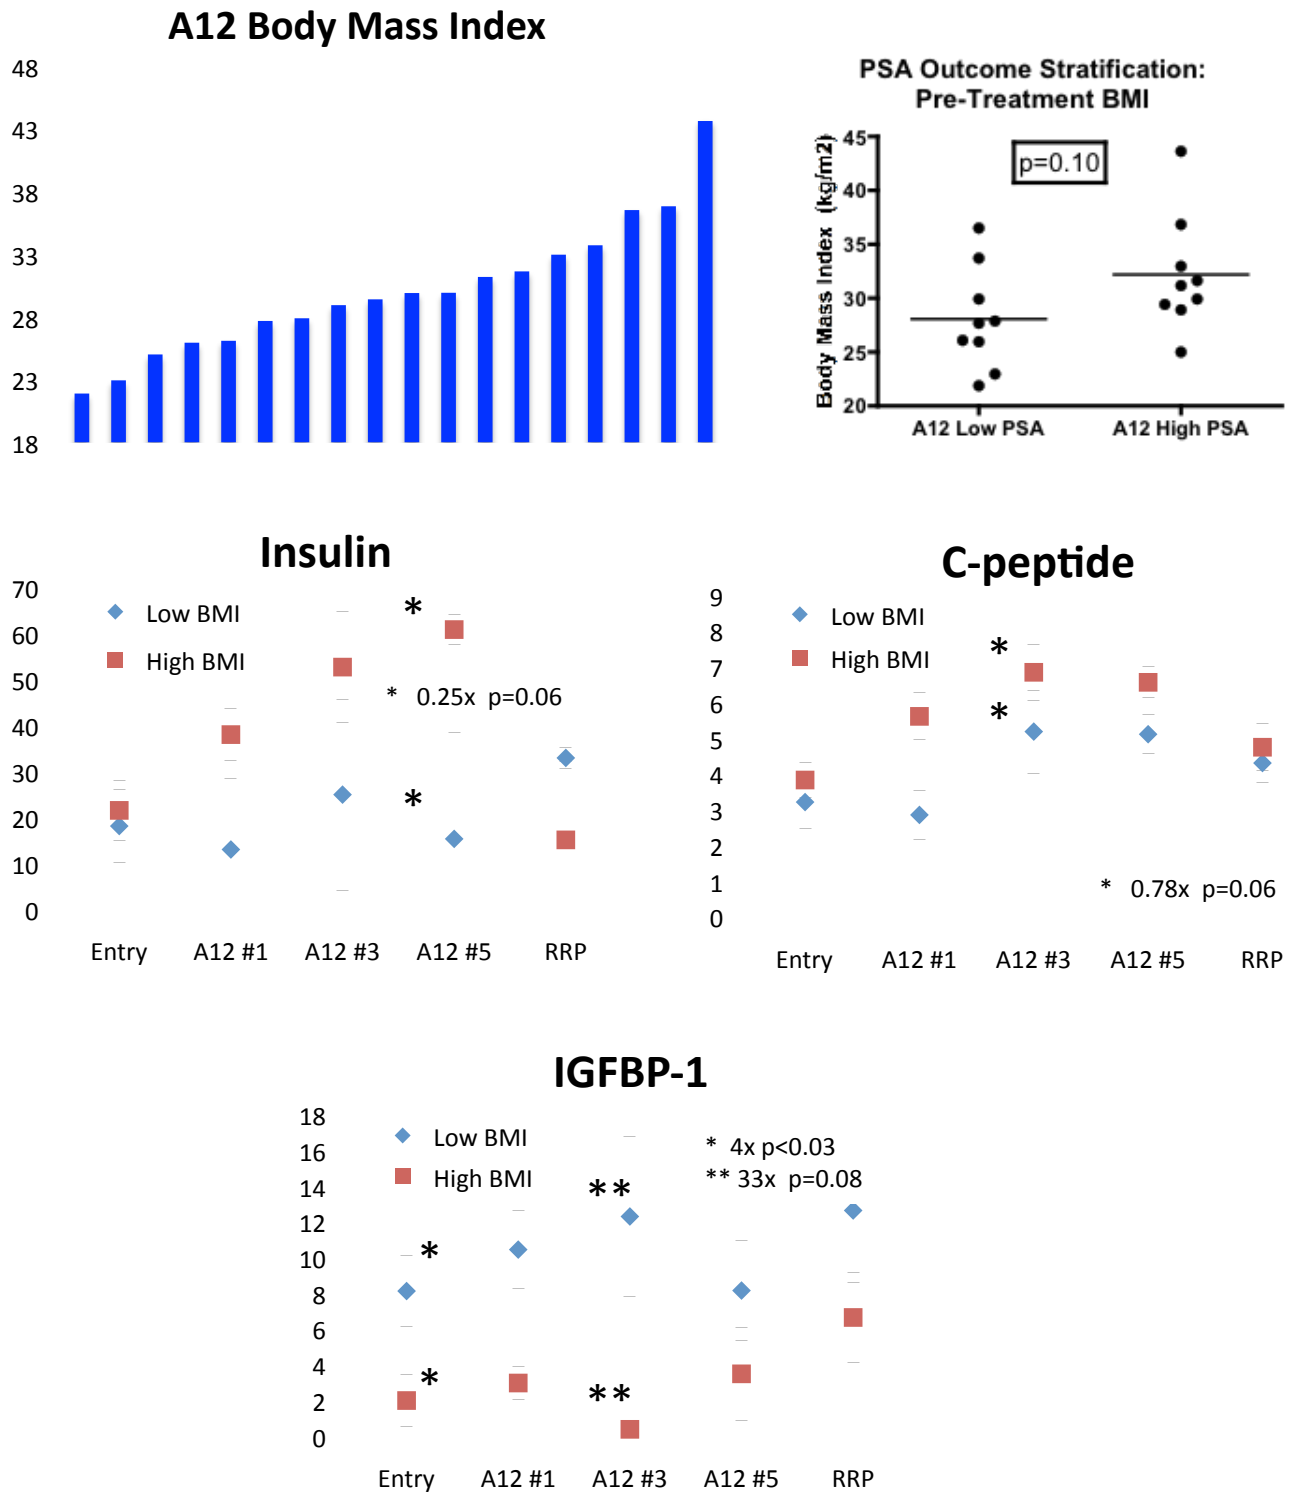 A12 Body Mass Index
48
43
38
33
28
23
18
PSA Outcome Stratification:
Pre-Treatment BMI
Body Mass Index (kg/m2)
45
40
35
30
25
20
p=0.10
A12 Low PSA
A12 High PSA
Insulin
70
60
50
40
30
20
10
0
Low BMI
High BMI
*
* 0.25x p=0.06
*
Entry
A12 #1
A12 #3
A12 #5
RRP
C-peptide
9
8
7
6
5
4
3
2
1
0
Low BMI
High BMI
*
*
* 0.78x p=0.06
Entry
A12 #1
A12 #3
A12 #5
RRP
IGFBP-1
18
16
14
12
10
8
6
4
2
0
Low BMI
High BMI
* 4x p<0.03
** 33x p=0.08
**
*
*
**
Entry
A12 #1
A12 #3
A12 #5
RRP